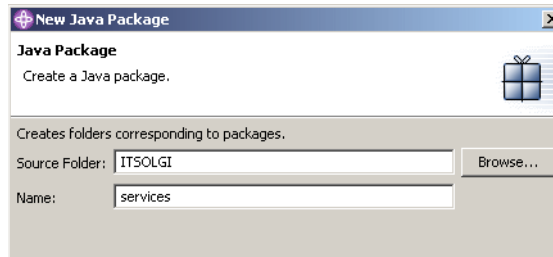 New Java Package
Java Package
Create a Java package.
Creates folders corresponding to packages.
Source Folder: ITSOLGI Browse...
Name: services